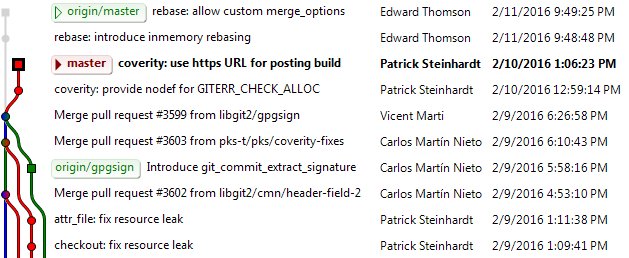 origin/master rebase: allow custom merge_options Edward Thomson 2/11/2016 9:49:25 PM
rebase: introduce inmemory rebasing Edward Thomson 2/11/2016 9:48:48 PM
master coverity: use https URL for posting build Patrick Steinhardt 2/10/2016 1:06:23 PM
coverity: provide nodef for GITERR_CHECK_ALLOC Patrick Steinhardt 2/10/2016 12:59:14 PM
Merge pull request #3599 from libgit2/gpgsign Vicent Marti 2/9/2016 6:26:58 PM
Merge pull request #3603 from pks-t/pks/coverity-fixes Carlos Martín Nieto 2/9/2016 6:10:43 PM
origin/gpgsign Introduce git_commit_extract_signature Carlos Martín Nieto 2/9/2016 5:58:16 PM
Merge pull request #3602 from libgit2/cmn/header-field-2 Carlos Martín Nieto 2/9/2016 4:53:10 PM
attr_file: fix resource leak Patrick Steinhardt 2/9/2016 1:11:38 PM
checkout: fix resource leak Patrick Steinhardt 2/9/2016 1:09:41 PM